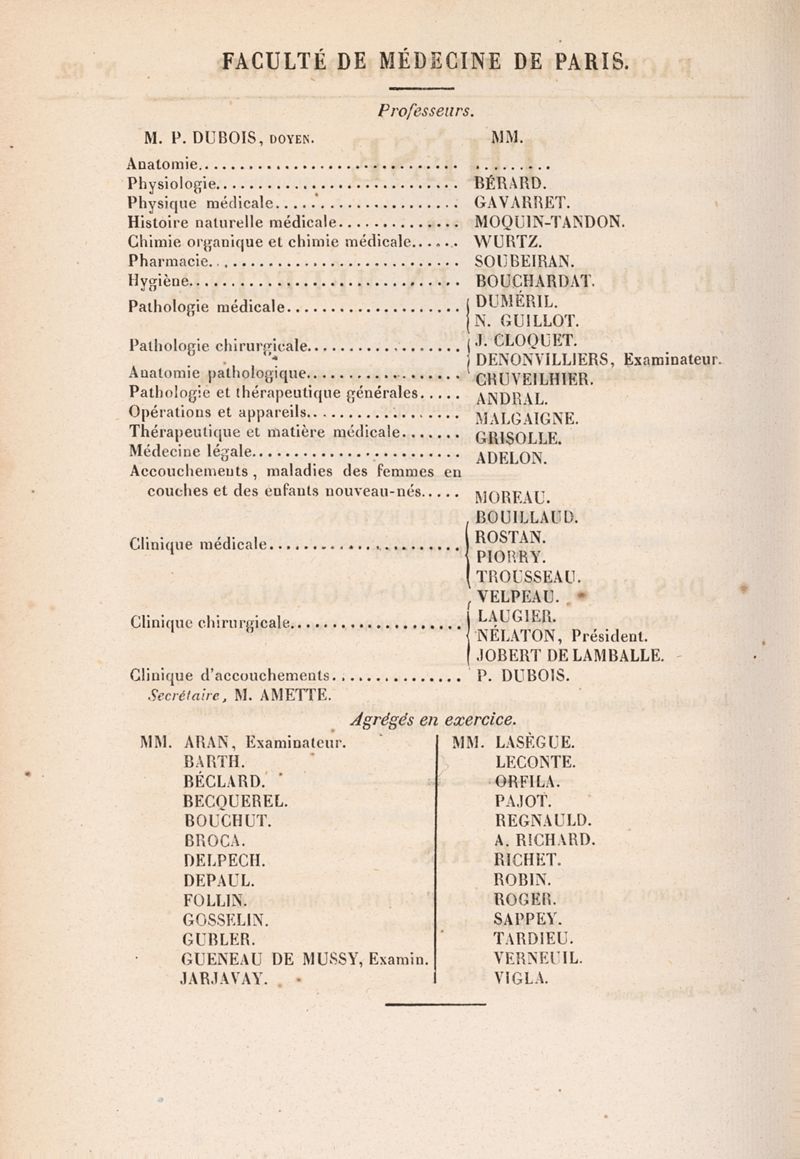 FACULTÉ DE MÉDECINE DE PARIS.
Professeurs.
M. P. DUBOIS, DOYEN. MM.
Anatomie............................... .........
Physiologie............................ BÉRARD.
Physique médicale...................... GAVARRET.
Histoire naturelle médicale.............. MOQUIN-TANDON.
Chimie organique et chimie médicale...... WURTZ.
Pharmacie.............................. SOUBEIRAN.
Hygiène................................ BOUCHARDAT.
Pathologie médicale..................... DUMÉRIL.
N. GUILLOT.
Pathologie chirurgicale.................. J. CLOQUET.
DENONVILLIERS, Examinateur.
Anatomie pathologique.................. CRUVEILHIER.
Pathologie et thérapeutique générales..... ANDRAL.
Opérations et appareils.................. MALGAIGNE.
Thérapeutique et matière médicale....... GRISOLLE.
Médecine légale......................... ADELON.
Accouchements, maladies des femmes en
couches et des enfants nouveau-nés..... MOREAU.
BOUILLAUD.
Clinique médicale....................... ROSTAN.
PIORRY.
TROUSSEAU.
VELPEAU.
Clinique chirurgicale..................... LAUGIER.
NÉLATON, Président.
JOBERT DE LAMBALLE.
Clinique d'accouchements................ P. DUBOIS.
Secrétaire, M. AMETTE.
Agrégés en exercice.
MM. ARAN, Examinateur.
BARTH.
BÉCLARD.
BECQUEREL.
BOUCHUT.
BROCA.
DELPECH.
DEPAUL.
FOLLIN.
GOSSELIN.
GUBLER.
GUENEAU DE MUSSY, Examin.
JARJAVAY.
MM. LASÈGUE.
LECONTE.
ORFILA.
PAJOT.
REGNAULD.
A. RICHARD.
RICHET.
ROBIN.
ROGER.
SAPPEY.
TARDIEU.
VERNEUIL.
VIGLA.